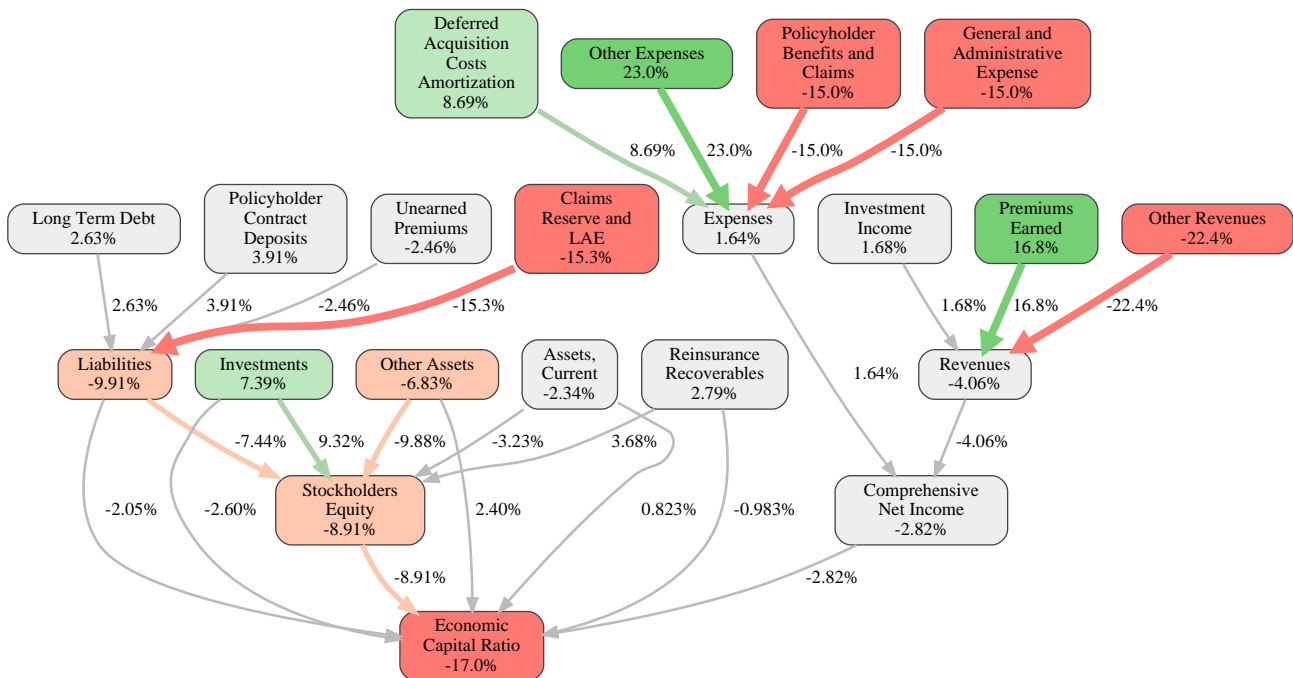 Deferred
Acquisition
Costs
Amortization
8.69%
Other Expenses
23.0%
Policyholder
Benefits and
Claims
-15.0%
General and
Administrative
Expense
-15.0%
8.69%
23.0%
-15.0%
-15.0%
Long Term Debt
2.63%
Policyholder
Contract
Deposits
3.91%
Unearned
Premiums
-2.46%
Claims
Reserve and
LAE
-15.3%
Expenses
1.64%
Investment
Income
1.68%
Premiums
Earned
16.8%
Other Revenues
-22.4%
2.63%
3.91%
-2.46%
-15.3%
1.68%
16.8%
-22.4%
Liabilities
-9.91%
Investments
7.39%
Other Assets
-6.83%
Assets,
Current
-2.34%
Reinsurance
Recoverables
2.79%
1.64%
Revenues
-4.06%
-7.44%
9.32%
-9.88%
-3.23%
3.68%
-4.06%
Stockholders
Equity
-8.91%
Comprehensive
Net Income
-2.82%
-2.05%
-2.60%
2.40%
0.823%
-0.983%
-8.91%
-2.82%
Economic
Capital Ratio
-17.0%